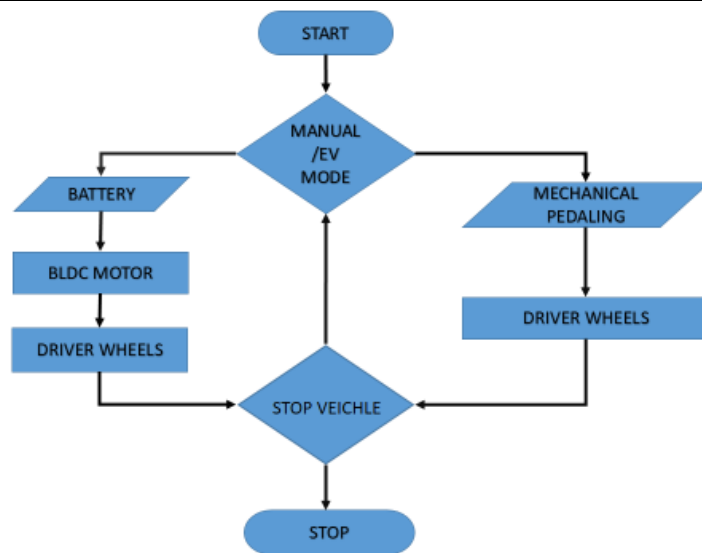 START
MANUAL
/EV
MODE
BATTERY
MECHANICAL
PEDALING
BLDC MOTOR
DRIVER WHEELS
DRIVER WHEELS
STOP VEICHLE
STOP